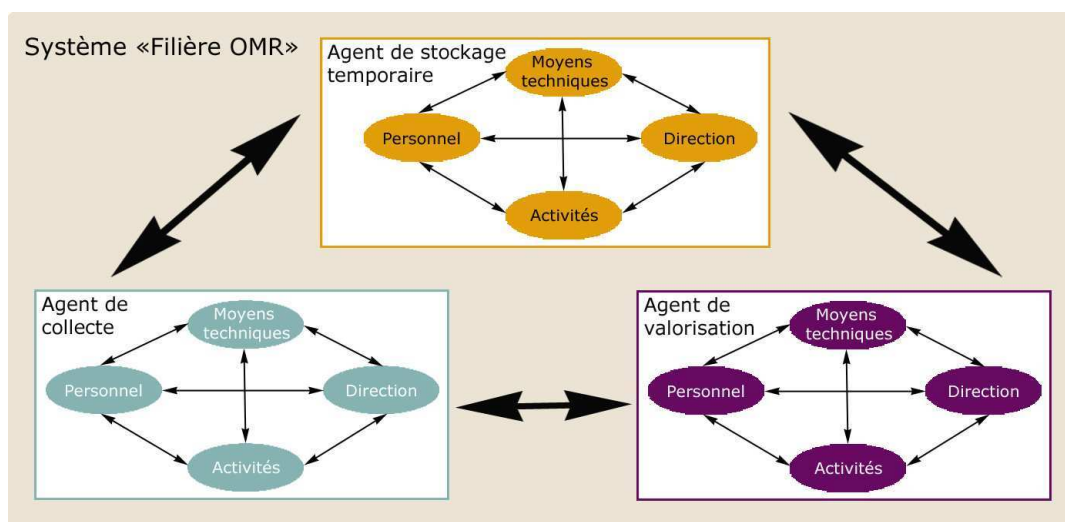 Système «Filière OMR»
Agent de stockage
temporaire
Moyens
techniques
Personnel
Direction
Activités
Agent de
collecte
Moyens
techniques
Personnel
Direction
Activités
Agent de
valorisation
Moyens
techniques
Personnel
Direction
Activités